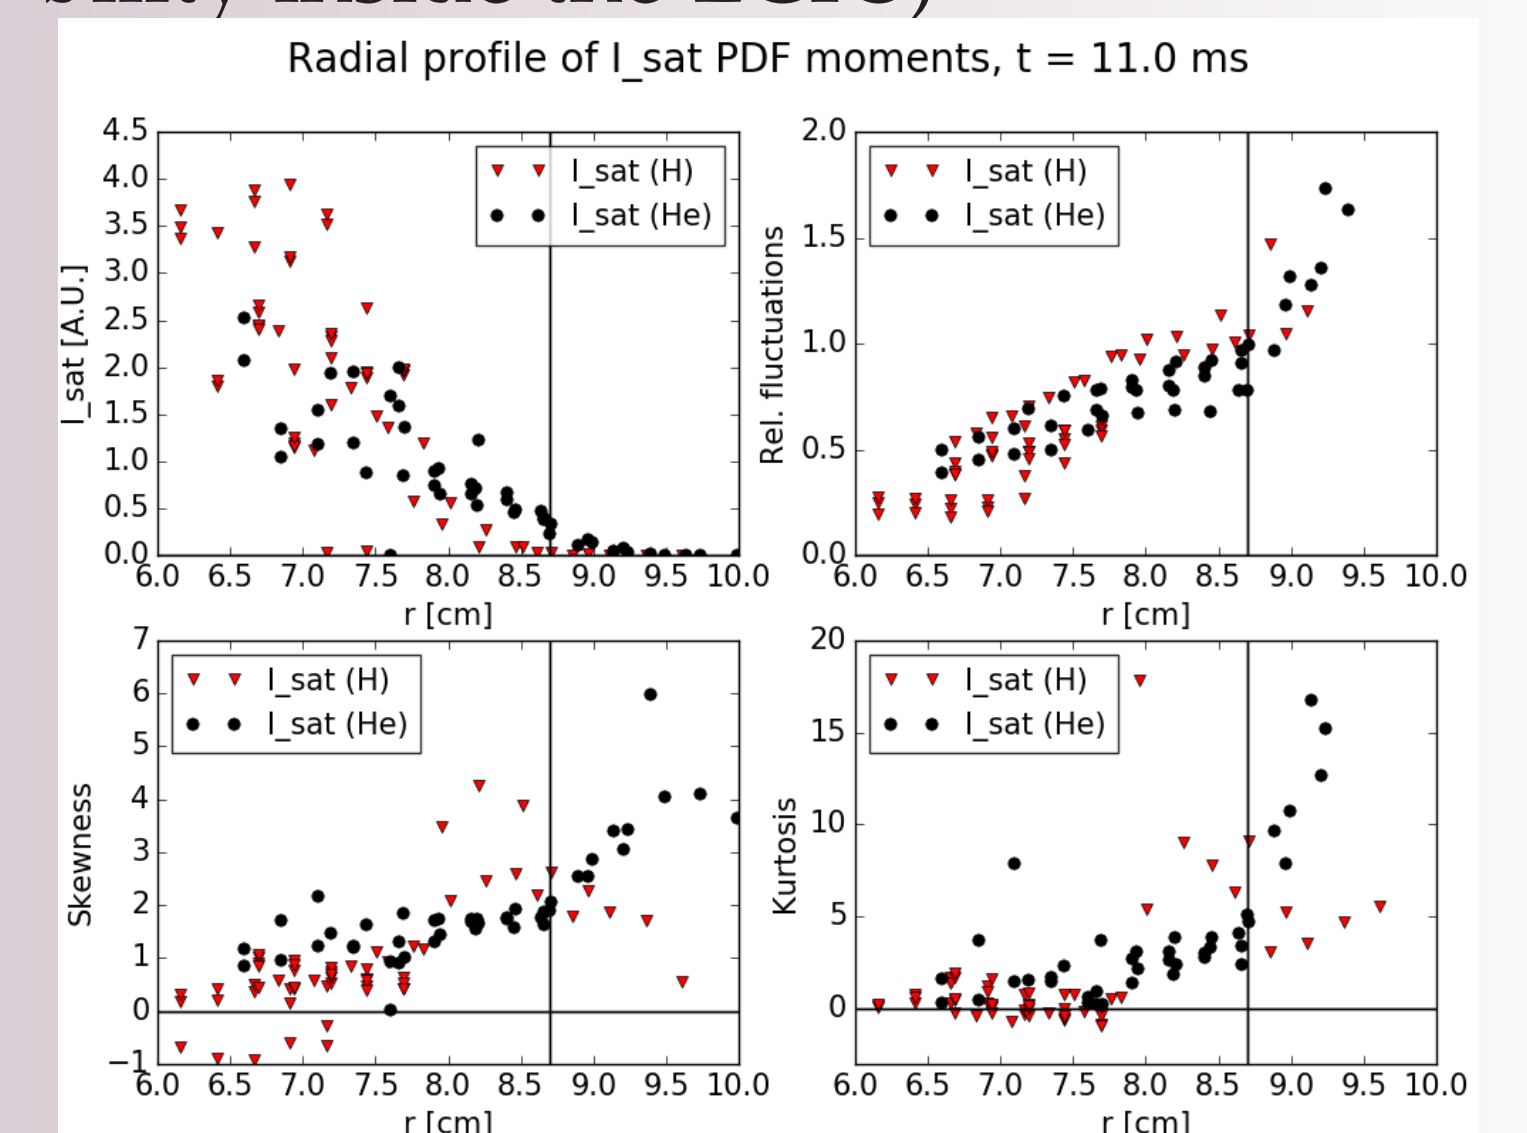 bility inside the LCFS)
Radial profile of I_sat PDF moments, t = 11.0 ms
4.5
4.0
3.5
3.0
2.5
2.0
1.5
1.0
0.5
0.0
I_sat [A.U.]
I_sat (H)
I_sat (He)
6.0 6.5 7.0 7.5 8.0 8.5 9.0 9.5 10.0
r [cm]
2.0
1.5
1.0
0.5
0.0
Rel. fluctuations
I_sat (H)
I_sat (He)
6.0 6.5 7.0 7.5 8.0 8.5 9.0 9.5 10.0
r [cm]
7
6
5
4
3
2
1
0
−1
Skewness
I_sat (H)
I_sat (He)
6.0 6.5 7.0 7.5 8.0 8.5 9.0 9.5 10.0
r [cm]
20
15
10
5
0
Kurtosis
I_sat (H)
I_sat (He)
6.0 6.5 7.0 7.5 8.0 8.5 9.0 9.5 10.0
r [cm]